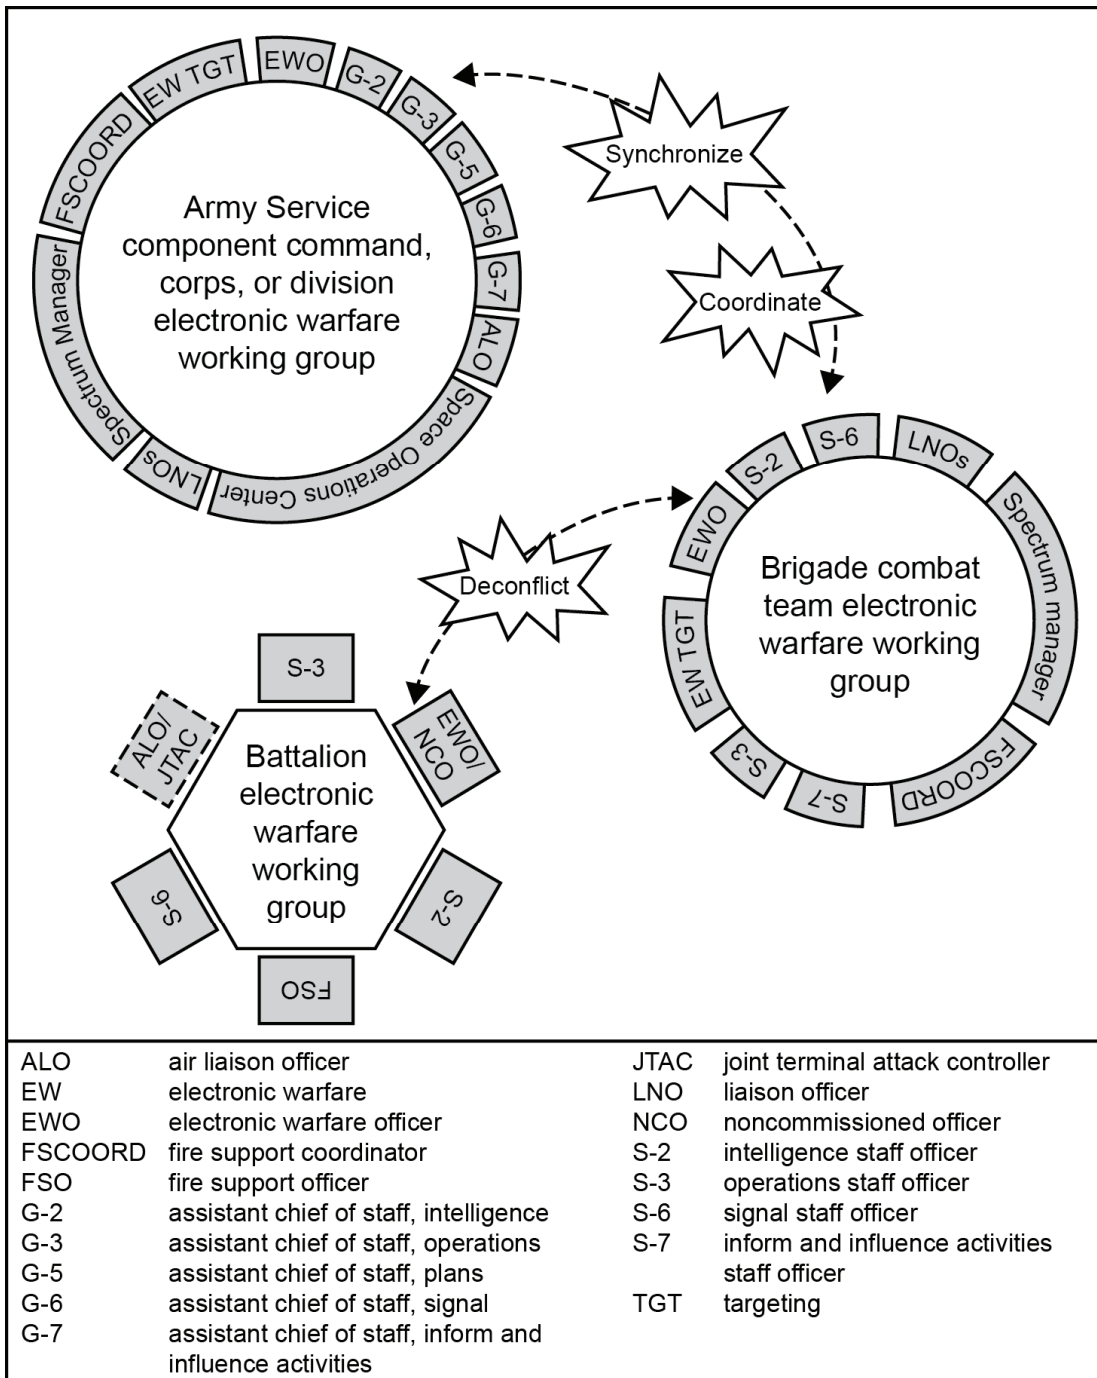 EW TGT
EWO
G-2
G-3
G-5
G-6
G-7
ALO
Space Operations Center
LNOs
Spectrum Manager
FSCOORD
Army Service
component command,
corps, or division
electronic warfare
working group
Synchronize
Coordinate
Deconflict
EWO
S-2
S-6
LNOs
Spectrum manager
FSCOORD
S-7
S-3
EW TGT
Brigade combat
team electronic
warfare working
group
S-3
EWO/
NCO
S-2
FSO
S-6
ALO/
JTAC
Battalion
electronic
warfare
working
group
ALO air liaison officer
EW electronic warfare
EWO electronic warfare officer
FSCOORD fire support coordinator
FSO fire support officer
G-2 assistant chief of staff, intelligence
G-3 assistant chief of staff, operations
G-5 assistant chief of staff, plans
G-6 assistant chief of staff, signal
G-7 assistant chief of staff, inform and
influence activities
JTAC joint terminal attack controller
LNO liaison officer
NCO noncommissioned officer
S-2 intelligence staff officer
S-3 operations staff officer
S-6 signal staff officer
S-7 inform and influence activities
staff officer
TGT targeting